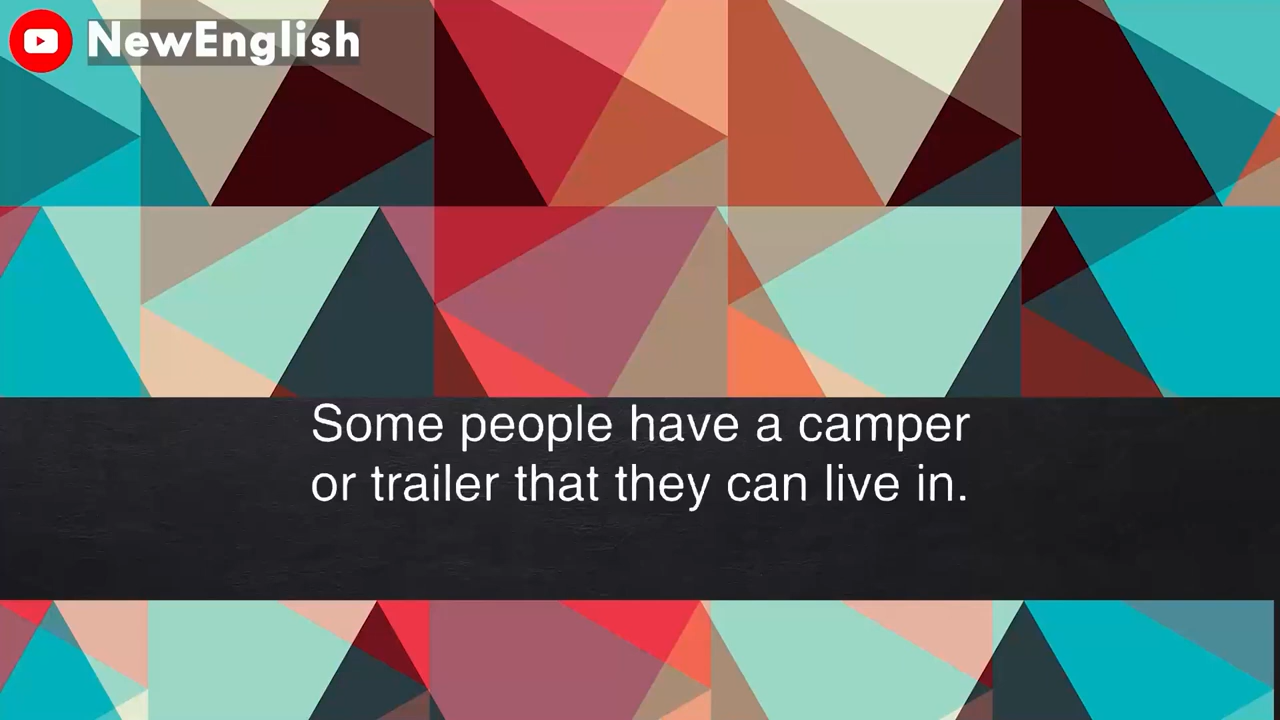 NewEnglish
Some people have a camper
or trailer that they can live in.